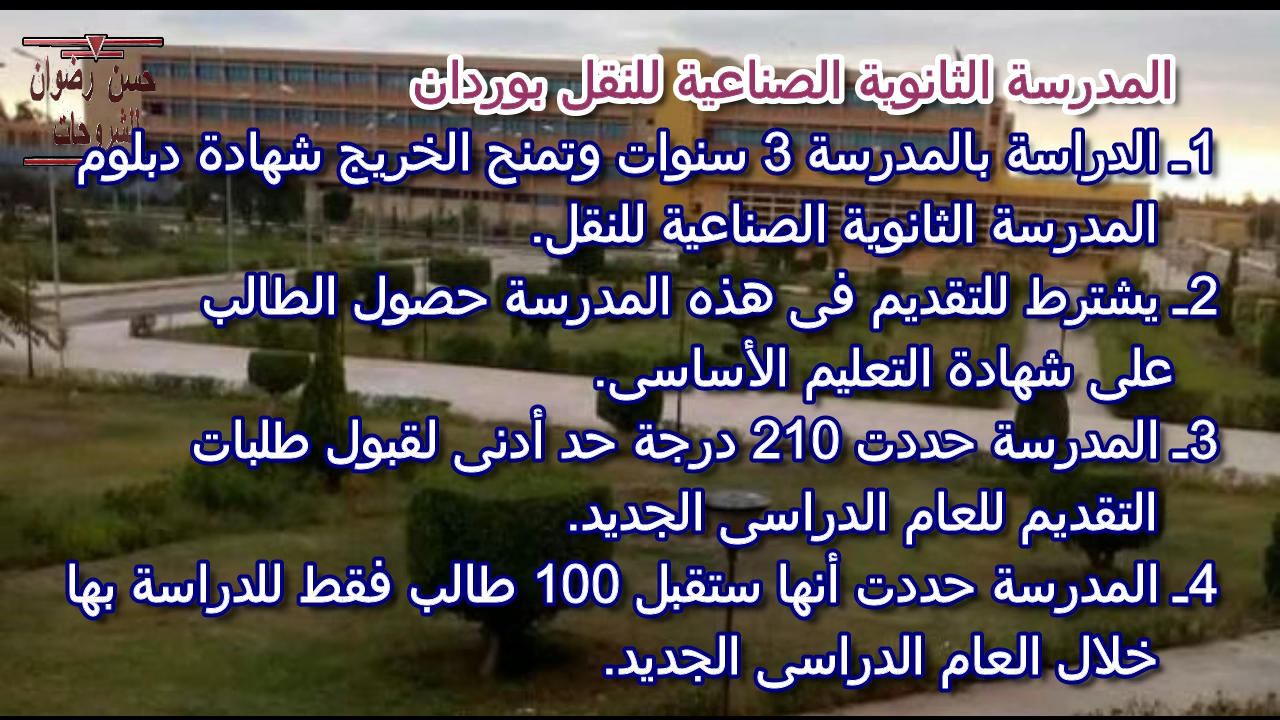 حسن رضوان
للشروحات
المدرسة الثانوية الصناعية للنقل بوردان
1ـ الدراسة بالمدرسة 3 سنوات وتمنح الخريج شهادة دبلوم
المدرسة الثانوية الصناعية للنقل.
2ـ يشترط للتقديم فى هذه المدرسة حصول الطالب
على شهادة التعليم الأساسى.
3ـ المدرسة حددت 210 درجة حد أدنى لقبول طلبات
التقديم للعام الدراسى الجديد.
4ـ المدرسة حددت أنها ستقبل 100 طالب فقط للدراسة بها
خلال العام الدراسى الجديد.